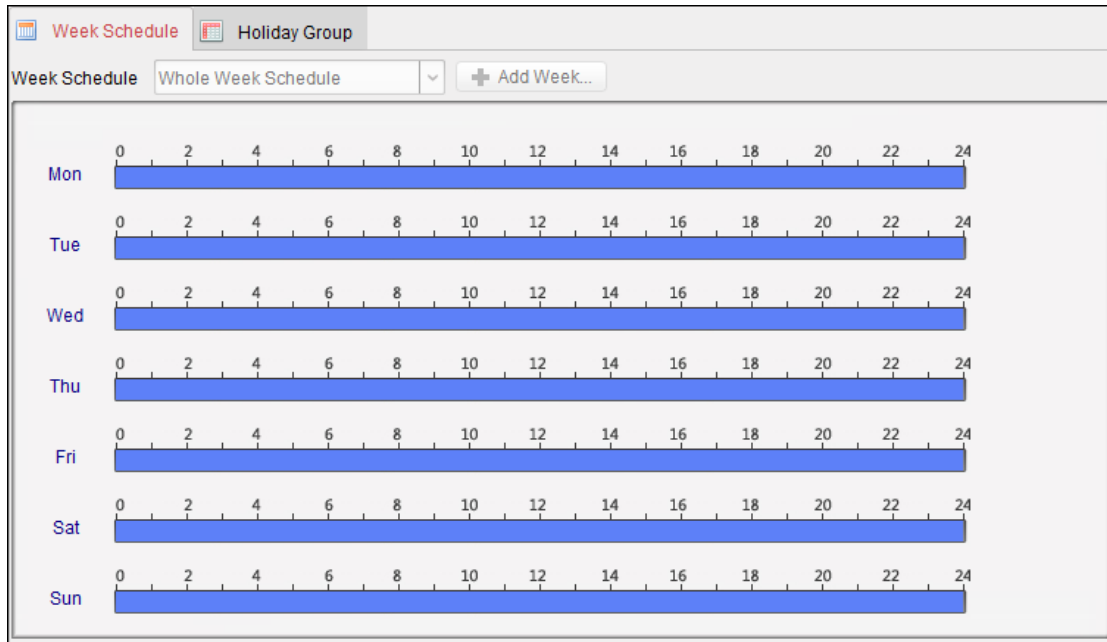 Week Schedule Holiday Group
Week Schedule Whole Week Schedule Add Week...
0 2 4 6 8 10 12 14 16 18 20 22 24
Mon
0 2 4 6 8 10 12 14 16 18 20 22 24
Tue
0 2 4 6 8 10 12 14 16 18 20 22 24
Wed
0 2 4 6 8 10 12 14 16 18 20 22 24
Thu
0 2 4 6 8 10 12 14 16 18 20 22 24
Fri
0 2 4 6 8 10 12 14 16 18 20 22 24
Sat
0 2 4 6 8 10 12 14 16 18 20 22 24
Sun